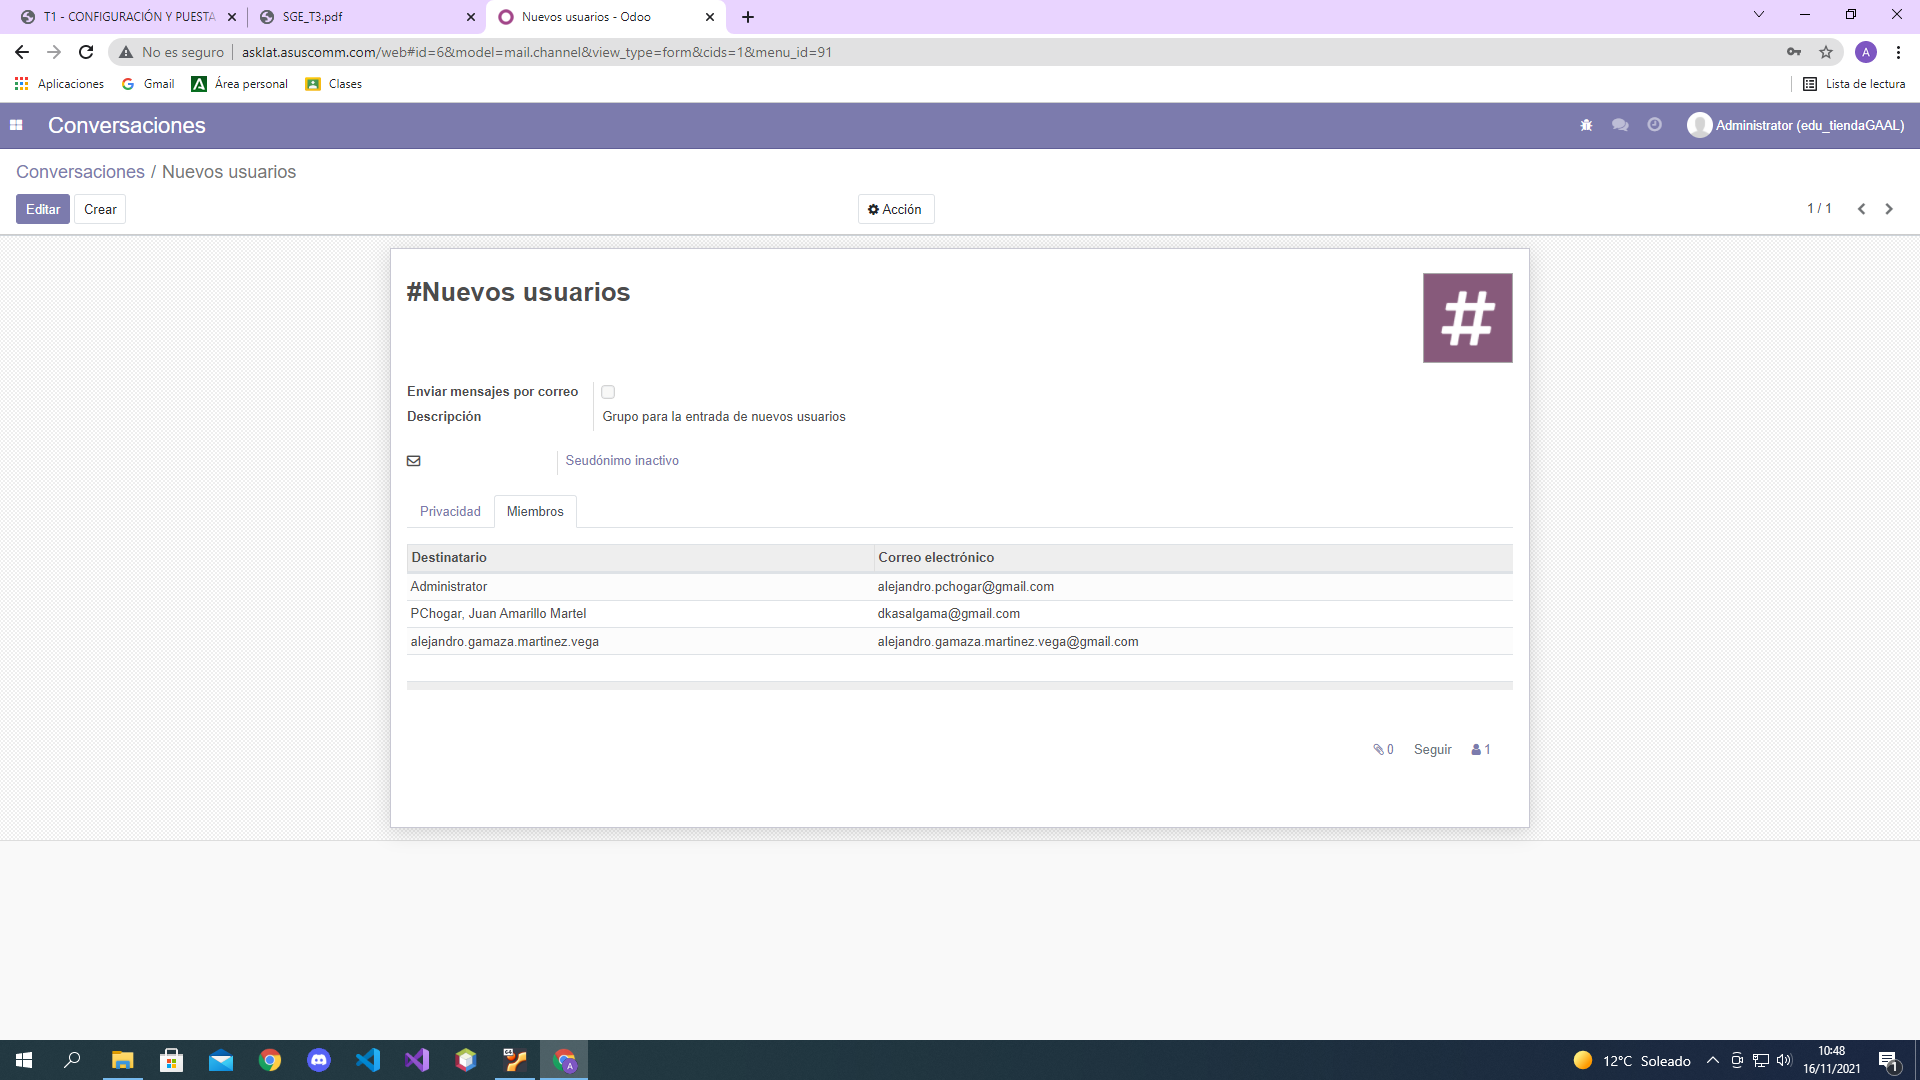 T1 - CONFIGURACIÓN Y PUESTA
SGE_T3.pdf
Nuevos usuarios - Odoo
No es seguro
asklat.asuscomm.com/web#id=6&model=mail.channel&view_type=form&cids=1&menu_id=91
A
Aplicaciones
Gmail
Área personal
Clases
Lista de lectura
Conversaciones
Administrator (edu_tiendaGAAL)
Conversaciones / Nuevos usuarios
Editar
Crear
Acción
1 / 1
#Nuevos usuarios
#
Enviar mensajes por correo
Descripción
Grupo para la entrada de nuevos usuarios
Seudónimo inactivo
Privacidad
Miembros
Destinatario
Correo electrónico
Administrator
alejandro.pchogar@gmail.com
PChogar, Juan Amarillo Martel
dkasalgama@gmail.com
alejandro.gamaza.martinez.vega
alejandro.gamaza.martinez.vega@gmail.com
0
Seguir
1
12°C Soleado
10:48
16/11/2021
1